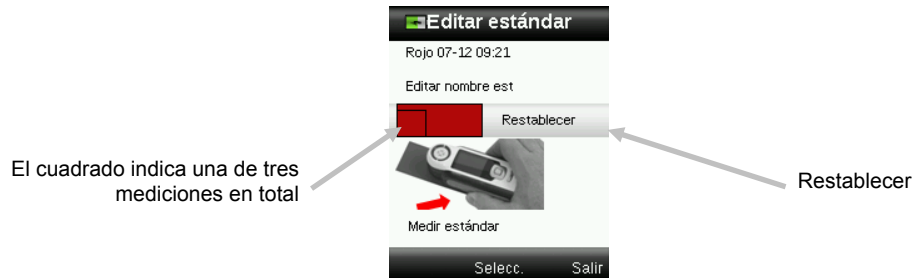 Editar estándar
Rojo 07-12 09:21
Editar nombre est
Restablecer
El cuadrado indica una de tres
mediciones en total
Restablecer
Medir estándar
Selecc. Salir